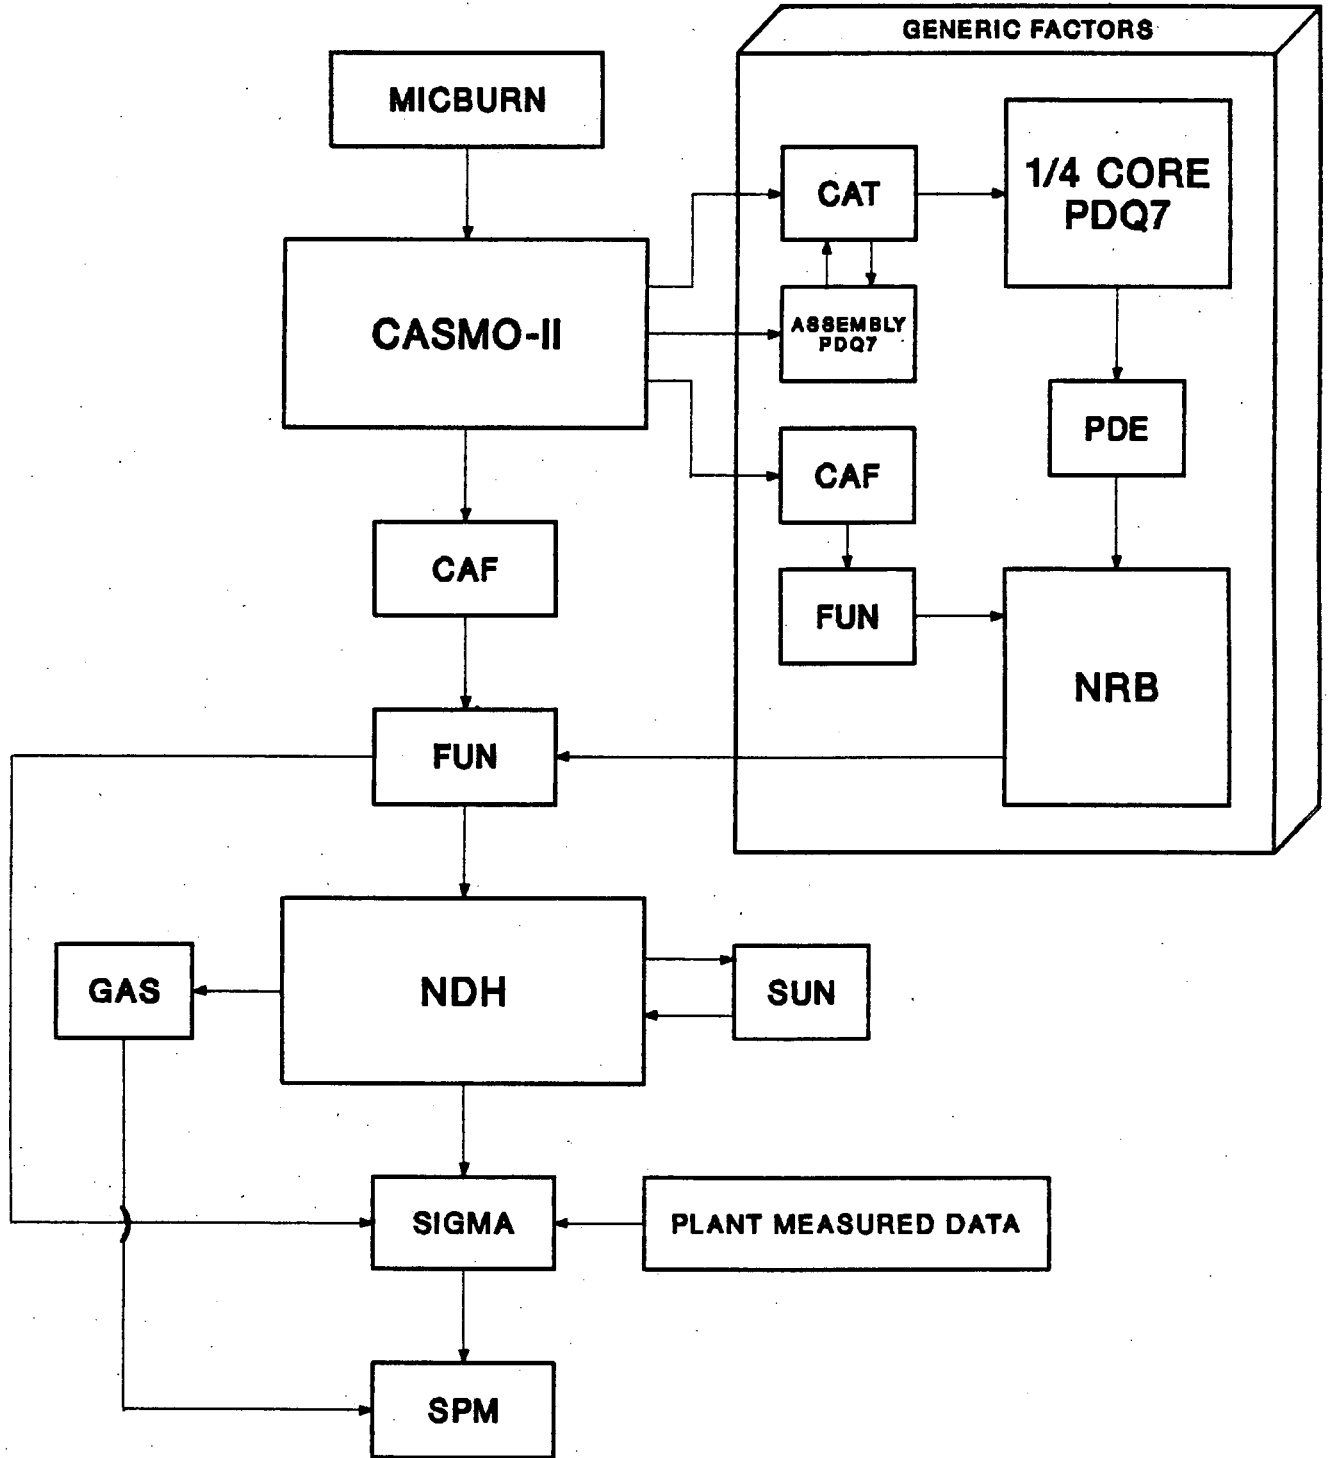 GENERIC FACTORS
MICBURN
CAT
1/4 CORE
PDQ7
CASMO-II
ASSEMBLY
PDQ7
PDE
CAF
CAF
FUN
NRB
FUN
GAS
NDH
SUN
SIGMA
PLANT MEASURED DATA
SPM